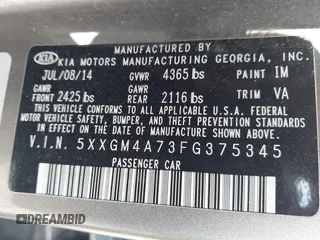 MANUFACTURED BY
KIA KIA MOTORS MANUFACTURING GEORGIA, INC.
JUL/08/14 GVWR 4365 lbs PAINT IM
GAWR FRONT 2425 lbs GAWR REAR 2116 lbs TRIM VA
THIS VEHICLE CONFORMS TO ALL APPLICABLE FEDERAL
MOTOR VEHICLE SAFETY, BUMPER, AND THEFT PREVENTION
STANDARDS IN EFFECT ON THE DATE OF MANUFACTURE SHOWN ABOVE.
V.I.N. 5XXGM4A73FG375345
PASSENGER CAR
DREAMBID